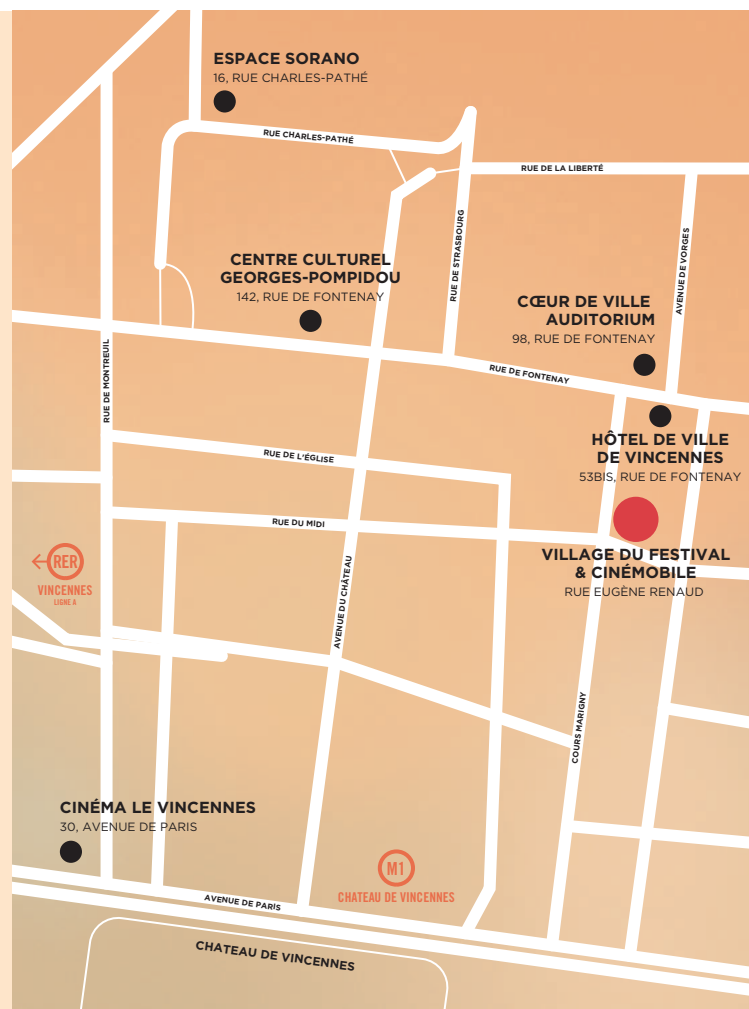 ESPACE SORANO
16, RUE CHARLES-PATHÉ
RUE CHARLES-PATHÉ
RUE DE LA LIBERTÉ
RUE DE STRASBOURG
AVENUE DE VORGES
CENTRE CULTUREL
GEORGES-POMPIDOU
142, RUE DE FONTENAY
CŒUR DE VILLE
AUDITORIUM
98, RUE DE FONTENAY
RUE DE MONTREUIL
RUE DE FONTENAY
HÔTEL DE VILLE
DE VINCENNES
53BIS, RUE DE FONTENAY
RUE DE L'ÉGLISE
RUE DU MIDI
VILLAGE DU FESTIVAL
& CINÉMOBILE
RUE EUGÈNE RENAUD
RER
VINCENNES
LIGNE A
AVENUE DU CHÂTEAU
COURS MARIGNY
CINÉMA LE VINCENNES
30, AVENUE DE PARIS
M1
CHATEAU DE VINCENNES
AVENUE DE PARIS
CHATEAU DE VINCENNES